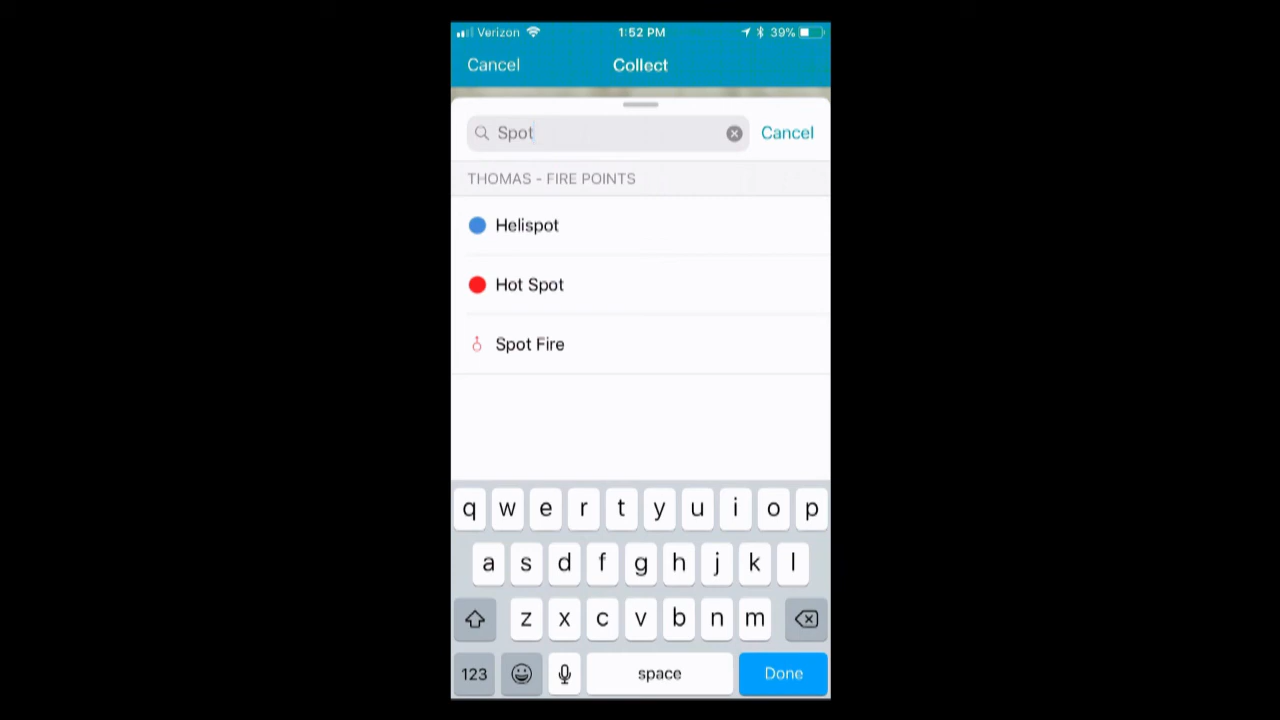 Verizon 1:52 PM 39%
Cancel Collect
Spot Cancel
THOMAS - FIRE POINTS
Helispot
Hot Spot
Spot Fire
q w e r t y u i o p
a s d f g h j k l
z x c v b n m
123 space Done